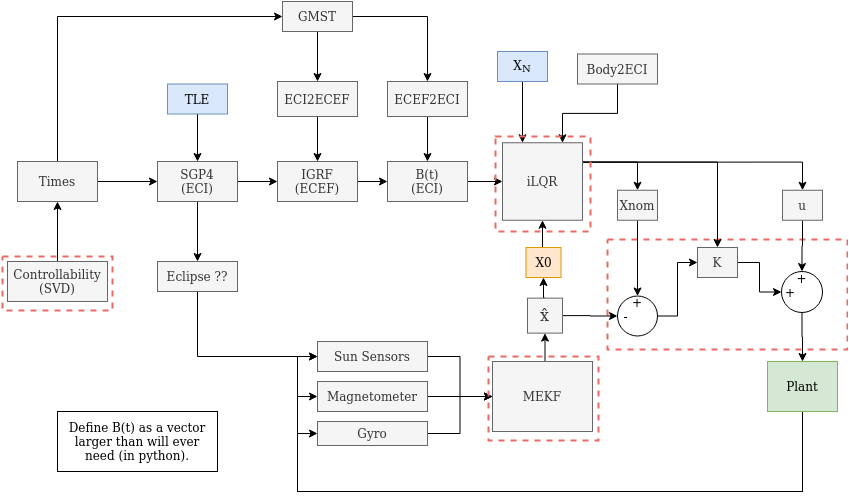 GMST
X_N
Body2ECI
TLE
ECI2ECEF
ECEF2ECI
Times
SGP4
(ECI)
IGRF
(ECEF)
B(t)
(ECI)
iLQR
Xnom
u
Controllability
(SVD)
Eclipse ??
X0
K
+
+
+
-
X̂
Sun Sensors
Magnetometer
Gyro
MEKF
Plant
Define B(t) as a vector
larger than will ever
need (in python).